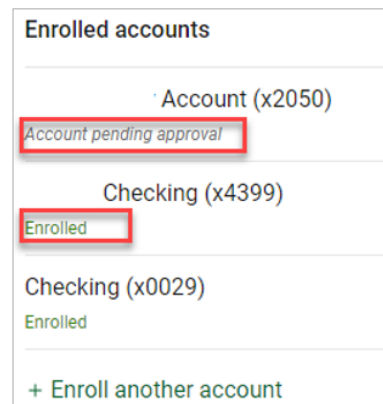 Enrolled accounts
Account (x2050)
Account pending approval
Checking (x4399)
Enrolled
Checking (x0029)
Enrolled
+ Enroll another account